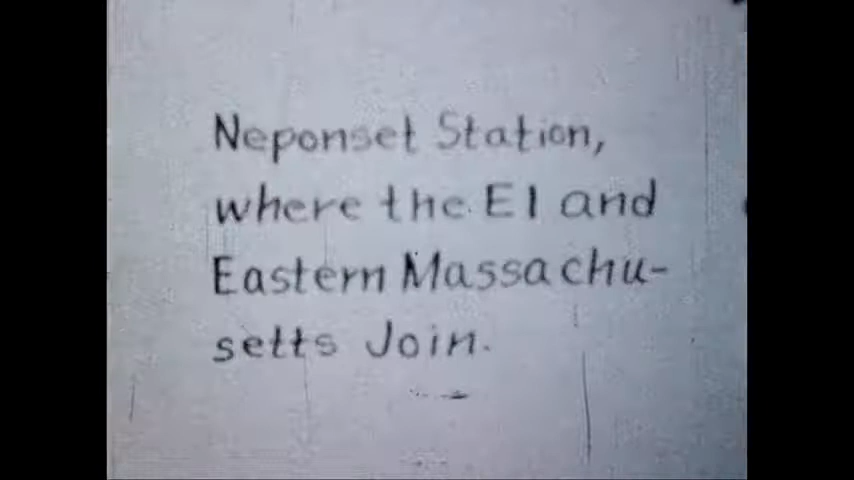 Neponset Station,
where the El and
Eastern Massachu-
setts Join.